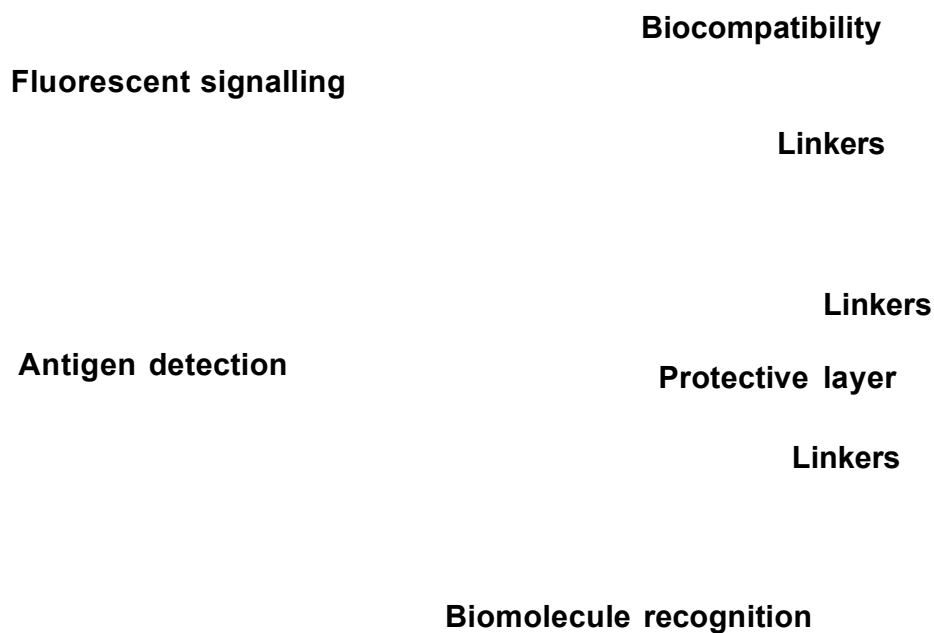 Biocompatibility
Fluorescent signalling
Linkers
Linkers
Antigen detection
Protective layer
Linkers
Biomolecule recognition